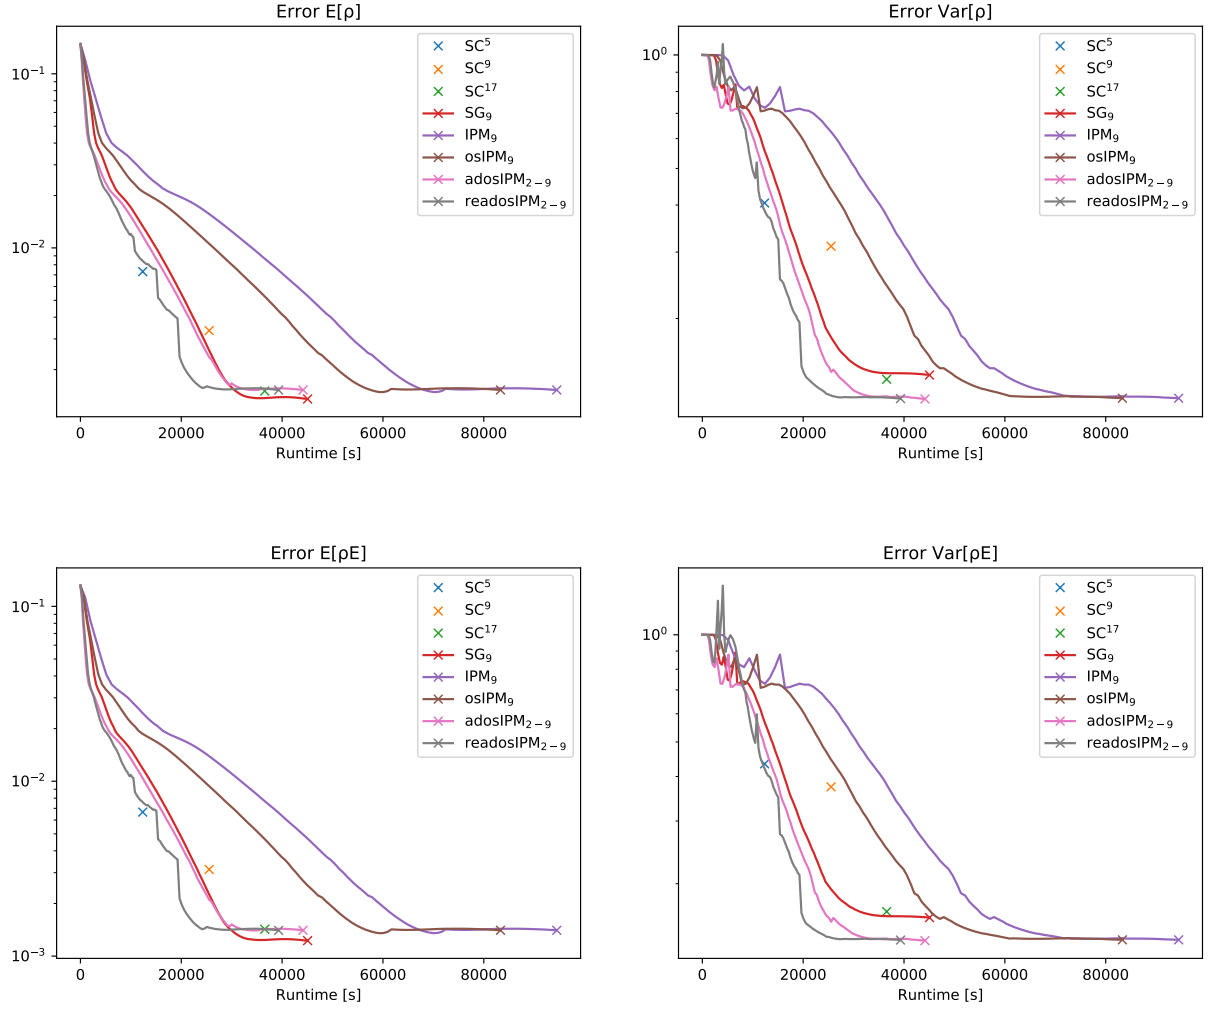 Error E[ρ]
10⁻¹
10⁻²
0 20000 40000 60000 80000
Runtime [s]
SC⁵
SC⁹
SC¹⁷
SG₉
IPM₉
osIPM₉
adosIPM₂₋₉
readosIPM₂₋₉
Error Var[ρ]
10⁰
0 20000 40000 60000 80000
Runtime [s]
SC⁵
SC⁹
SC¹⁷
SG₉
IPM₉
osIPM₉
adosIPM₂₋₉
readosIPM₂₋₉
Error E[ρE]
10⁻¹
10⁻²
10⁻³
0 20000 40000 60000 80000
Runtime [s]
SC⁵
SC⁹
SC¹⁷
SG₉
IPM₉
osIPM₉
adosIPM₂₋₉
readosIPM₂₋₉
Error Var[ρE]
10⁰
0 20000 40000 60000 80000
Runtime [s]
SC⁵
SC⁹
SC¹⁷
SG₉
IPM₉
osIPM₉
adosIPM₂₋₉
readosIPM₂₋₉